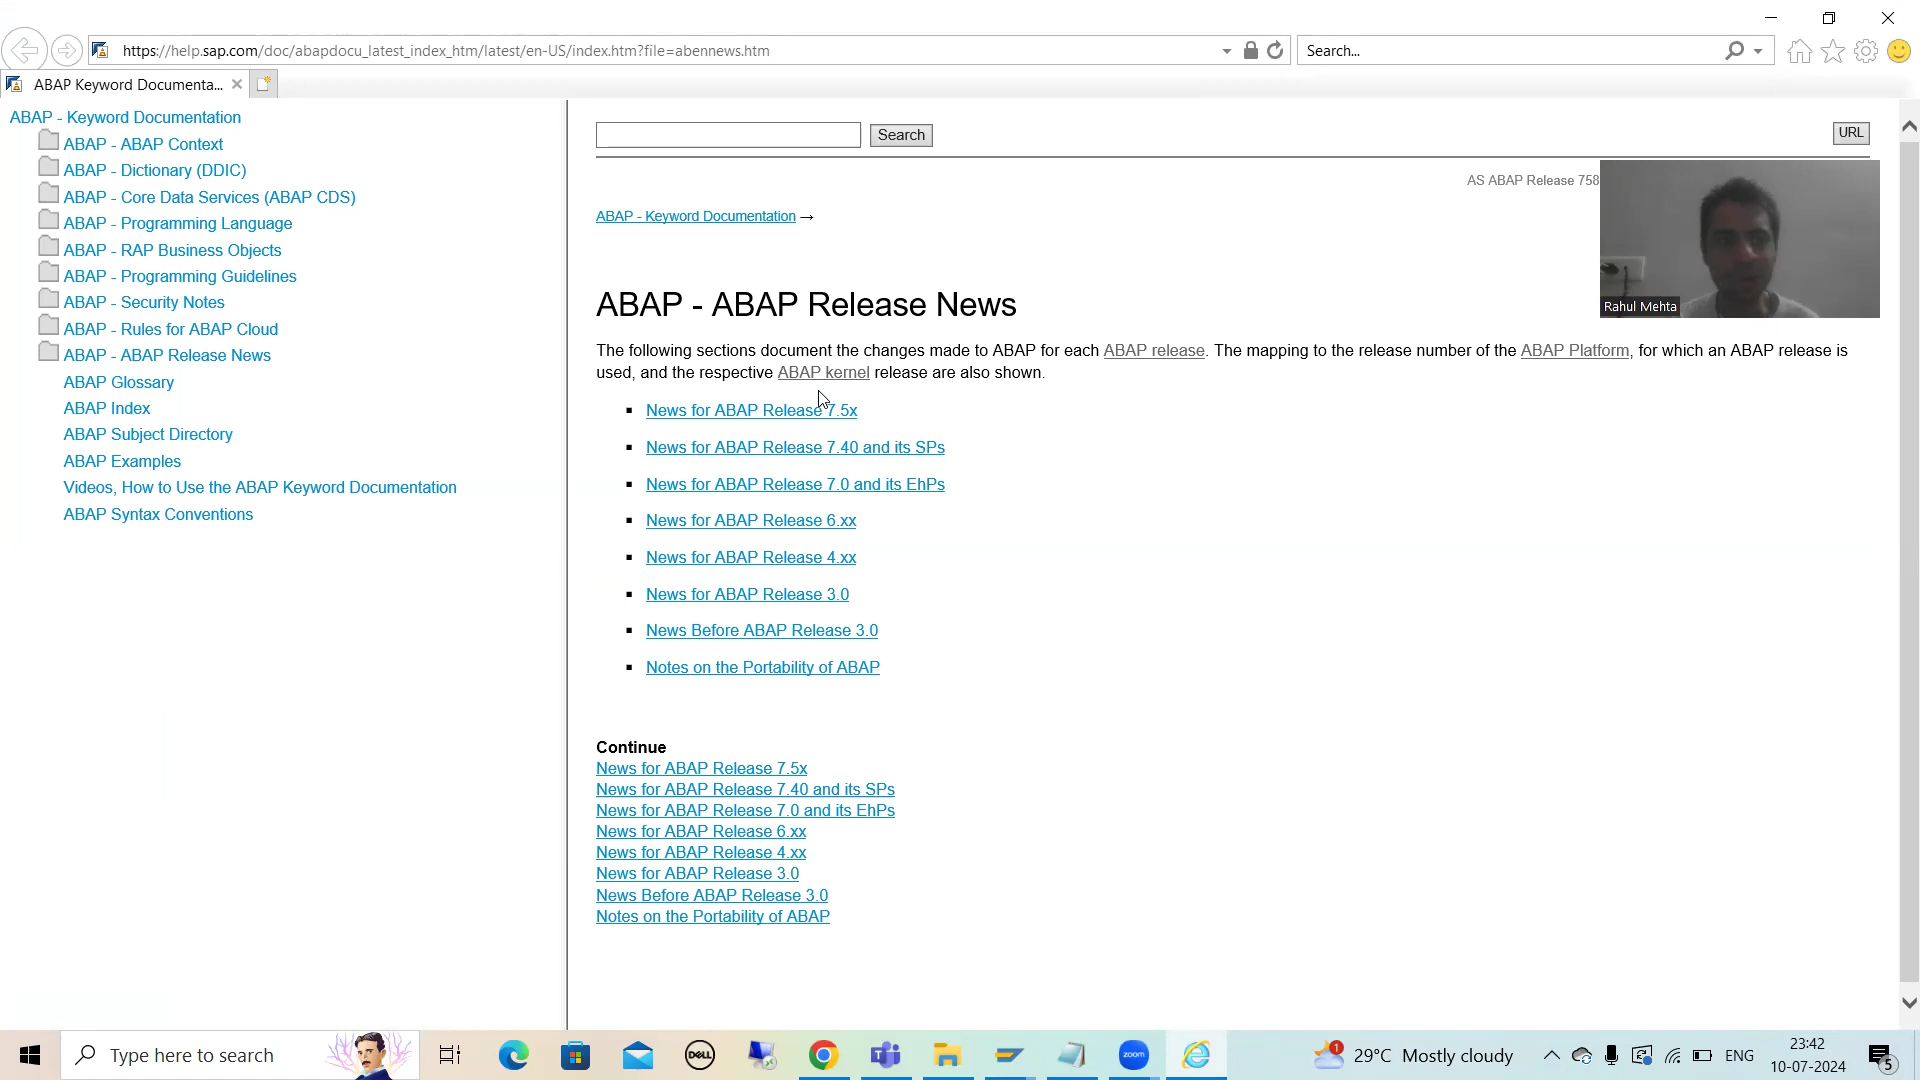 https://help.sap.com/doc/abapdocu_latest_index_htm/latest/en-US/index.htm?file=abennews.htm
Search...
ABAP Keyword Documenta...
ABAP - Keyword Documentation
ABAP - ABAP Context
ABAP - Dictionary (DDIC)
ABAP - Core Data Services (ABAP CDS)
ABAP - Programming Language
ABAP - RAP Business Objects
ABAP - Programming Guidelines
ABAP - Security Notes
ABAP - Rules for ABAP Cloud
ABAP - ABAP Release News
ABAP Glossary
ABAP Index
ABAP Subject Directory
ABAP Examples
Videos, How to Use the ABAP Keyword Documentation
ABAP Syntax Conventions
Search
URL
AS ABAP Release 758
ABAP - Keyword Documentation →
Rahul Mehta
ABAP - ABAP Release News
The following sections document the changes made to ABAP for each ABAP release. The mapping to the release number of the ABAP Platform, for which an ABAP release is
used, and the respective ABAP kernel release are also shown.
▪ News for ABAP Release 7.5x
▪ News for ABAP Release 7.40 and its SPs
▪ News for ABAP Release 7.0 and its EhPs
▪ News for ABAP Release 6.xx
▪ News for ABAP Release 4.xx
▪ News for ABAP Release 3.0
▪ News Before ABAP Release 3.0
▪ Notes on the Portability of ABAP
Continue
News for ABAP Release 7.5x
News for ABAP Release 7.40 and its SPs
News for ABAP Release 7.0 and its EhPs
News for ABAP Release 6.xx
News for ABAP Release 4.xx
News for ABAP Release 3.0
News Before ABAP Release 3.0
Notes on the Portability of ABAP
Type here to search
DELL
zoom
1
29°C Mostly cloudy
ENG
23:42
10-07-2024
5